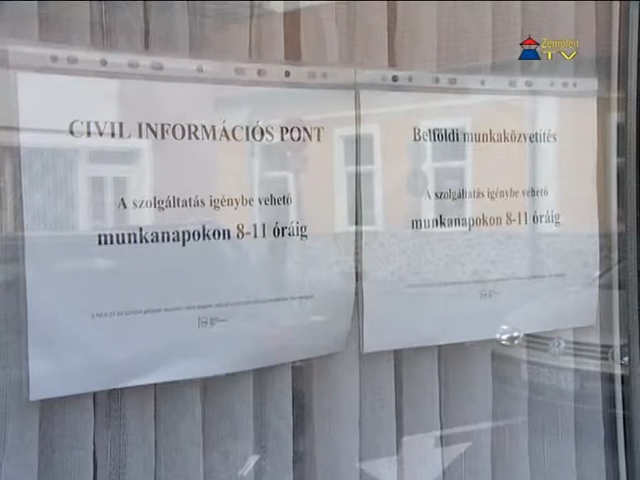 Zemplén
TV
CIVIL INFORMÁCIÓS PONT
A szolgáltatás igénybe vehető
munkanapokon 8-11 óráig
Belföldi munkaközvetítés
A szolgáltatás igénybe vehető
munkanapokon 8-11 óráig